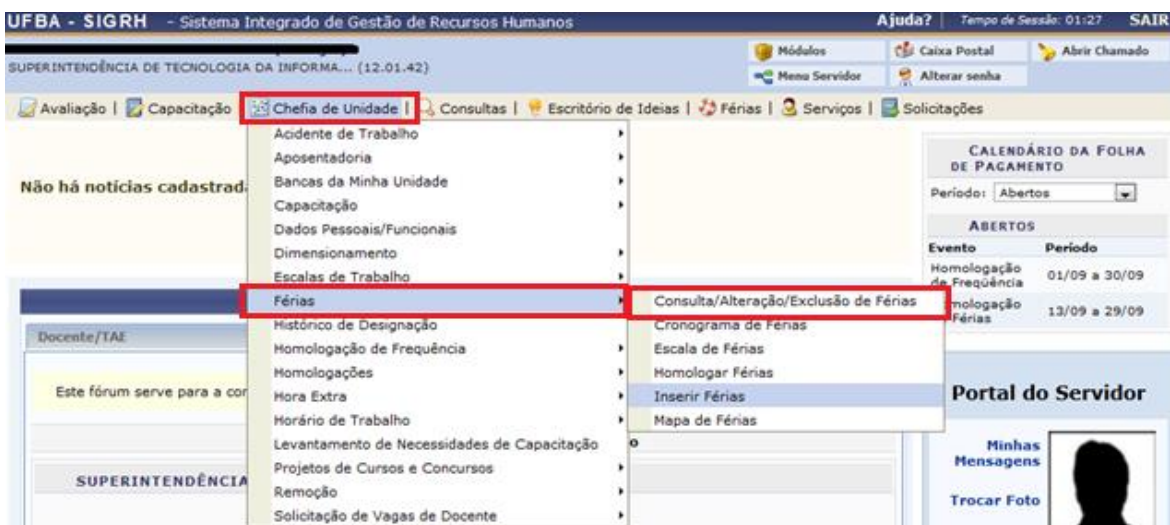 UFBA - SIGRH - Sistema Integrado de Gestão de Recursos Humanos
Ajuda? | Tempo de Sessão: 01:27 SAIR
SUPERINTENDÊNCIA DE TECNOLOGIA DA INFORMA... (12.01.42)
Módulos
Caixa Postal
Abrir Chamado
Menu Servidor
Alterar senha
Avaliação | Capacitação | Chefia de Unidade | Consultas | Escritório de Ideias | Férias | Serviços | Solicitações
Não há notícias cadastrad
Acidente de Trabalho
Aposentadoria
Bancas da Minha Unidade
Capacitação
Dados Pessoais/Funcionais
Dimensionamento
Escalas de Trabalho
Férias
Histórico de Designação
Homologação de Frequência
Homologações
Hora Extra
Horário de Trabalho
Levantamento de Necessidades de Capacitação
Projetos de Cursos e Concursos
Remoção
Solicitação de Vagas de Docente
Consulta/Alteração/Exclusão de Férias
Cronograma de Férias
Escala de Férias
Homologar Férias
Inserir Férias
Mapa de Férias
o
Docente/TAE
Este fórum serve para a cor
SUPERINTENDÊNCIA
CALENDÁRIO DA FOLHA
DE PAGAMENTO
Período: Abertos
ABERTOS
Evento Período
Homologação
de Freqüência 01/09 a 30/09
mologação
Férias 13/09 a 29/09
Portal do Servidor
Minhas
Mensagens
Trocar Foto